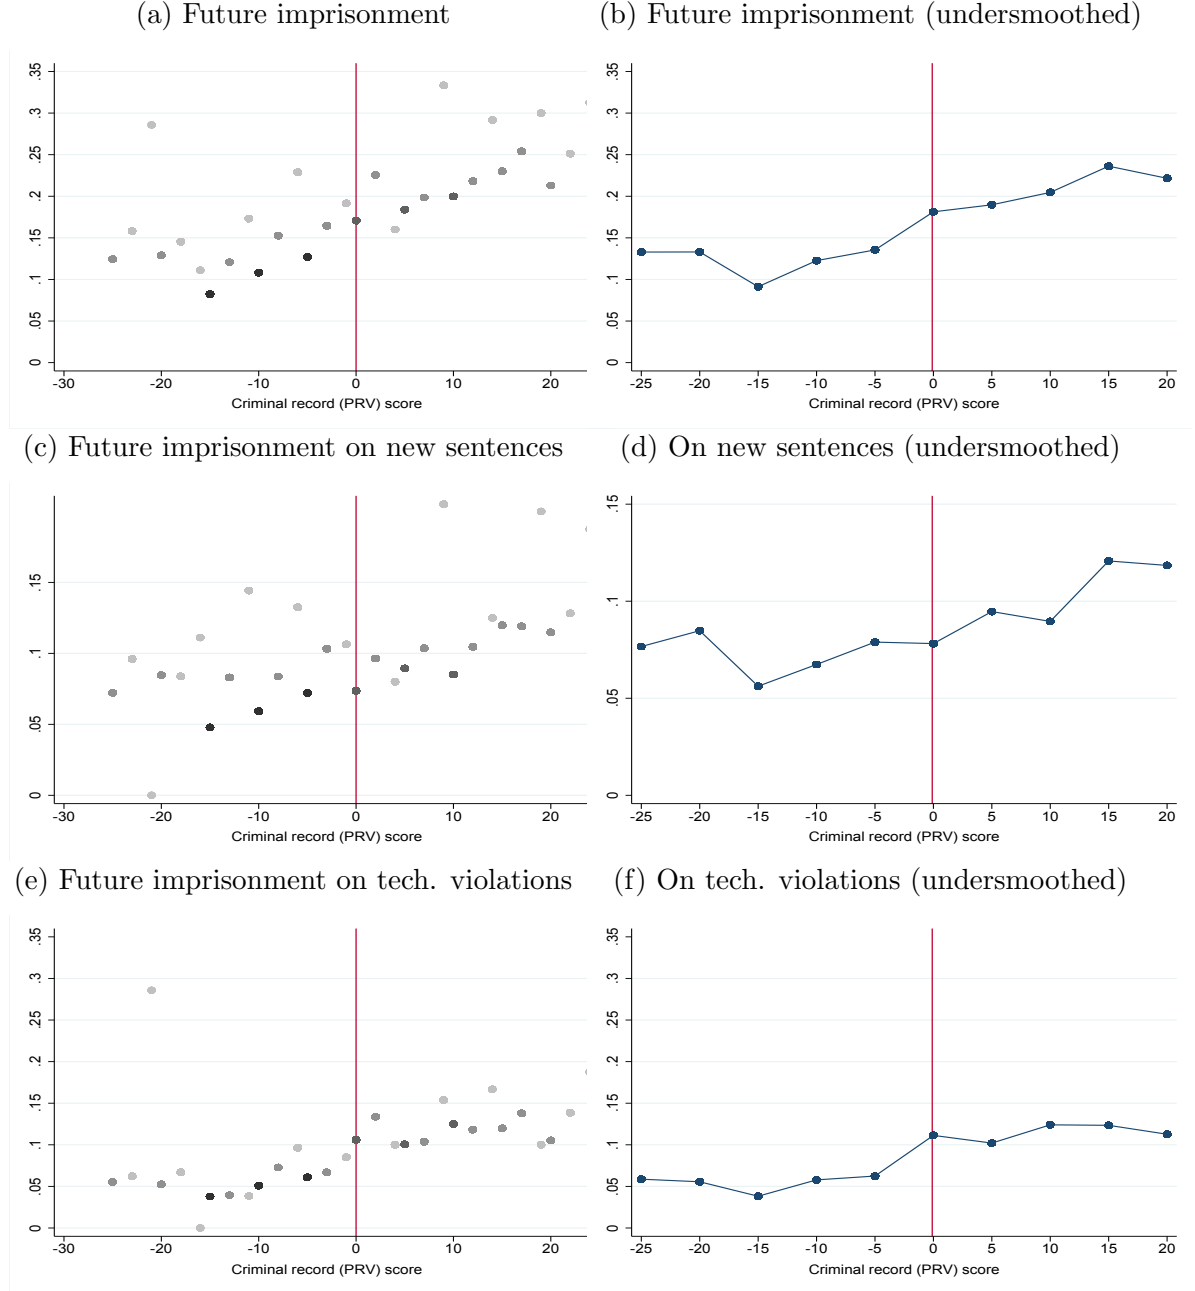 (a) Future imprisonment
.35
.3
.25
.2
.15
.1
.05
0
-30 -20 -10 0 10 20
Criminal record (PRV) score
(b) Future imprisonment (undersmoothed)
.35
.3
.25
.2
.15
.1
.05
0
-25 -20 -15 -10 -5 0 5 10 15 20
Criminal record (PRV) score
(c) Future imprisonment on new sentences
.15
.1
.05
0
-30 -20 -10 0 10 20
Criminal record (PRV) score
(d) On new sentences (undersmoothed)
.15
.1
.05
0
-25 -20 -15 -10 -5 0 5 10 15 20
Criminal record (PRV) score
(e) Future imprisonment on tech. violations
.35
.3
.25
.2
.15
.1
.05
0
-30 -20 -10 0 10 20
Criminal record (PRV) score
(f) On tech. violations (undersmoothed)
.35
.3
.25
.2
.15
.1
.05
0
-25 -20 -15 -10 -5 0 5 10 15 20
Criminal record (PRV) score